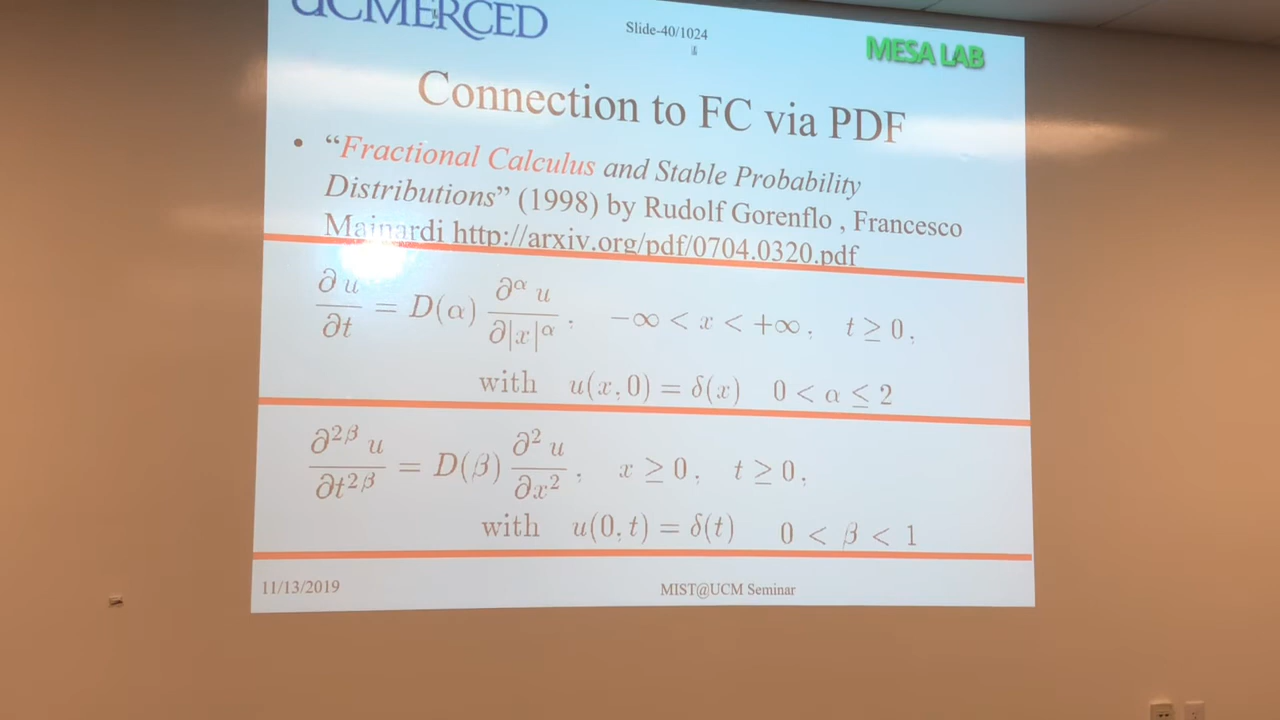 UCMERCED
Slide-40/1024
MESA LAB
Connection to FC via PDF
• “Fractional Calculus and Stable Probability
Distributions” (1998) by Rudolf Gorenflo , Francesco
Mainardi http://arxiv.org/pdf/0704.0320.pdf
∂u/∂t = D(α) ∂^α u/∂|x|^α , −∞ < x < +∞, t ≥ 0,
with u(x,0) = δ(x) 0 < α ≤ 2
∂^{2β} u/∂t^{2β} = D(β) ∂² u/∂x² , x ≥ 0, t ≥ 0,
with u(0,t) = δ(t) 0 < β < 1
11/13/2019
MIST@UCM Seminar